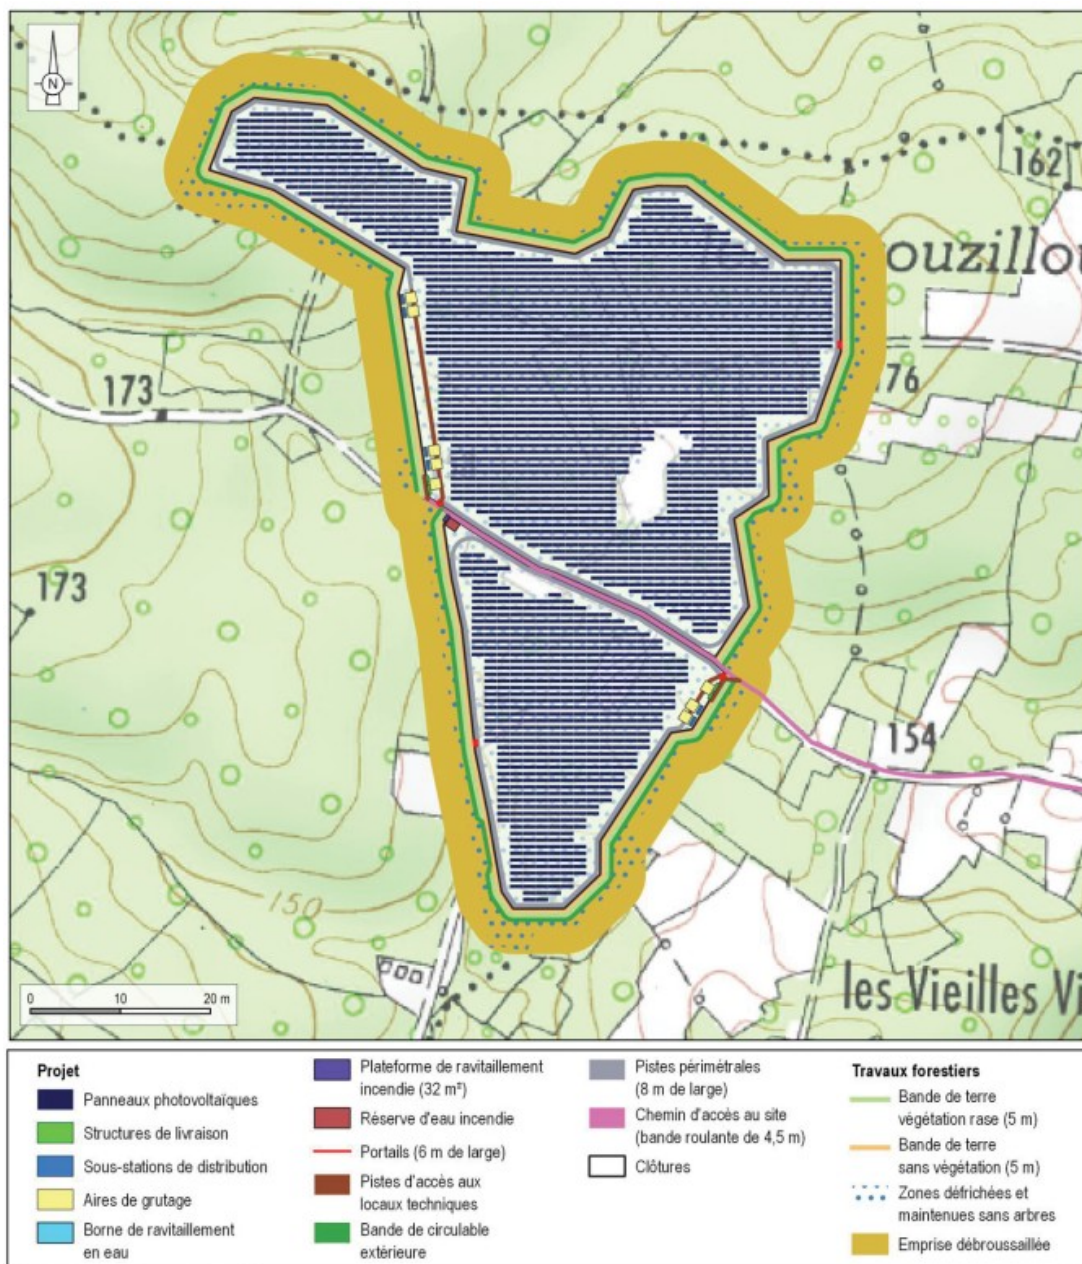 N
162
ouzillou
173
176
173
154
150
0 10 20 m
les Vieilles Vi
Projet
Panneaux photovoltaïques
Structures de livraison
Sous-stations de distribution
Aires de grutage
Borne de ravitaillement
en eau
Plateforme de ravitaillement
incendie (32 m²)
Réserve d'eau incendie
Portails (6 m de large)
Pistes d'accès aux
locaux techniques
Bande de circulable
extérieure
Pistes périmétrales
(8 m de large)
Chemin d'accès au site
(bande roulante de 4,5 m)
Clôtures
Travaux forestiers
Bande de terre
végétation rase (5 m)
Bande de terre
sans végétation (5 m)
Zones défrichées et
maintenues sans arbres
Emprise débroussaillée